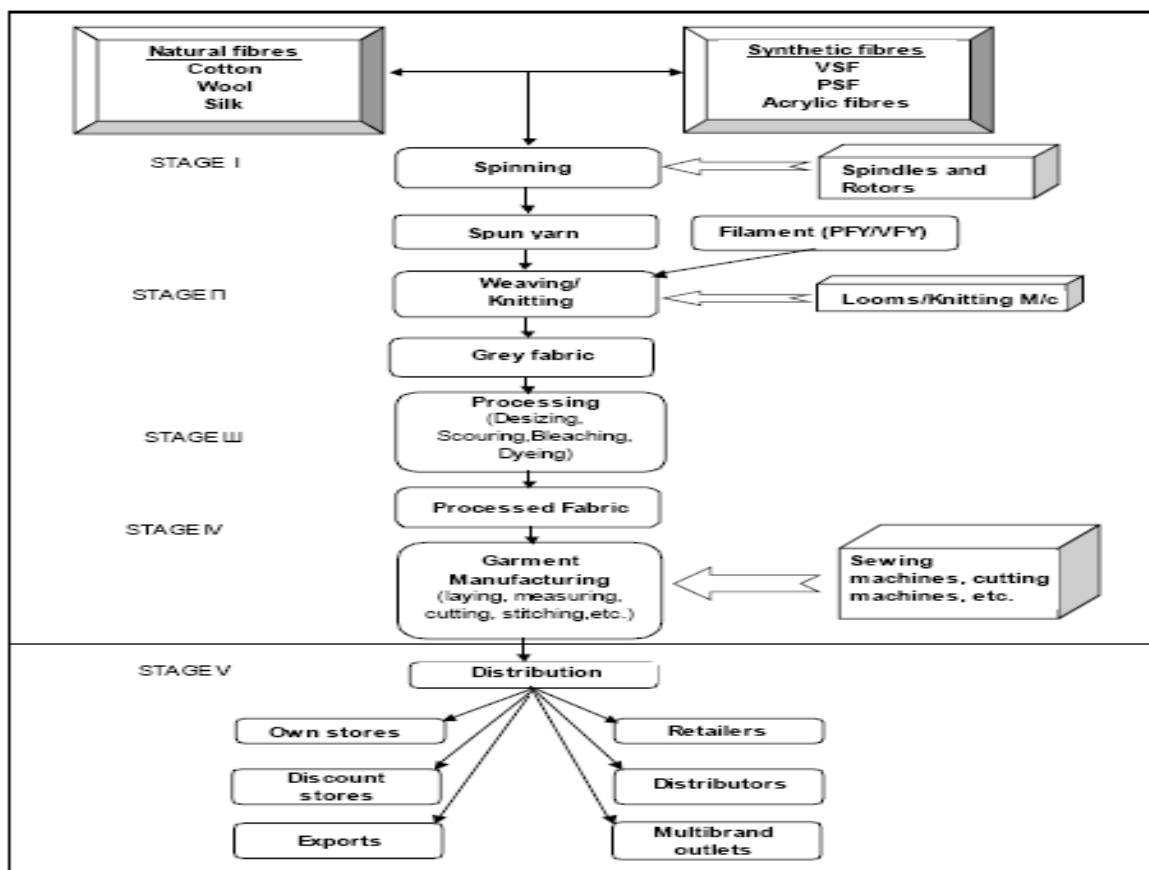 Natural fibres
Cotton
Wool
Silk
Synthetic fibres
VSF
PSF
Acrylic fibres
STAGE I
Spinning
Spindles and
Rotors
Spun yarn
Filament (PFY/VFY)
STAGE П
Weaving/
Knitting
Looms/Knitting M/c
Grey fabric
STAGE Ш
Processing
(Desizing,
Scouring,Bleaching,
Dyeing)
Processed Fabric
STAGE IV
Garment
Manufacturing
(laying, measuring,
cutting, stitching,etc.)
Sewing
machines, cutting
machines, etc.
STAGE V
Distribution
Own stores
Retailers
Discount
stores
Distributors
Exports
Multibrand
outlets